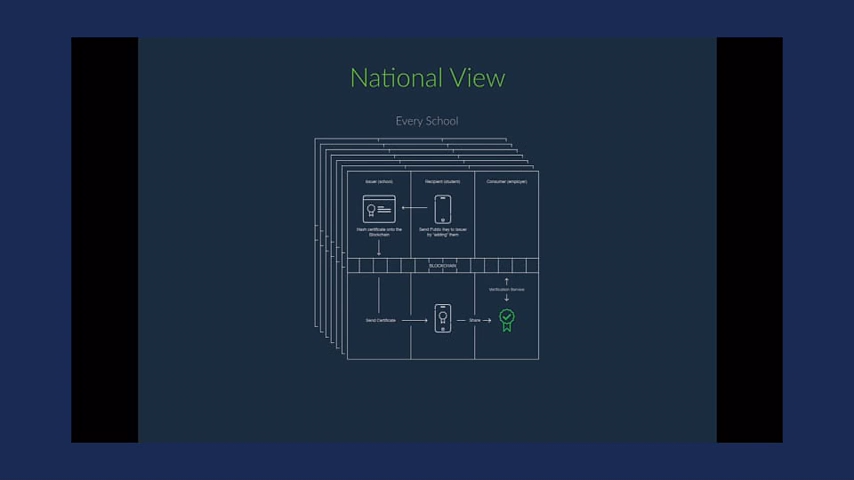 National View
Every School
Issuer (school)
Recipient (student)
Consumer (employer)
Hash certificate onto the
Blockchain
Send Public Key to issuer
by "adding" them
BLOCKCHAIN
Verification Service
Send Certificate
Share